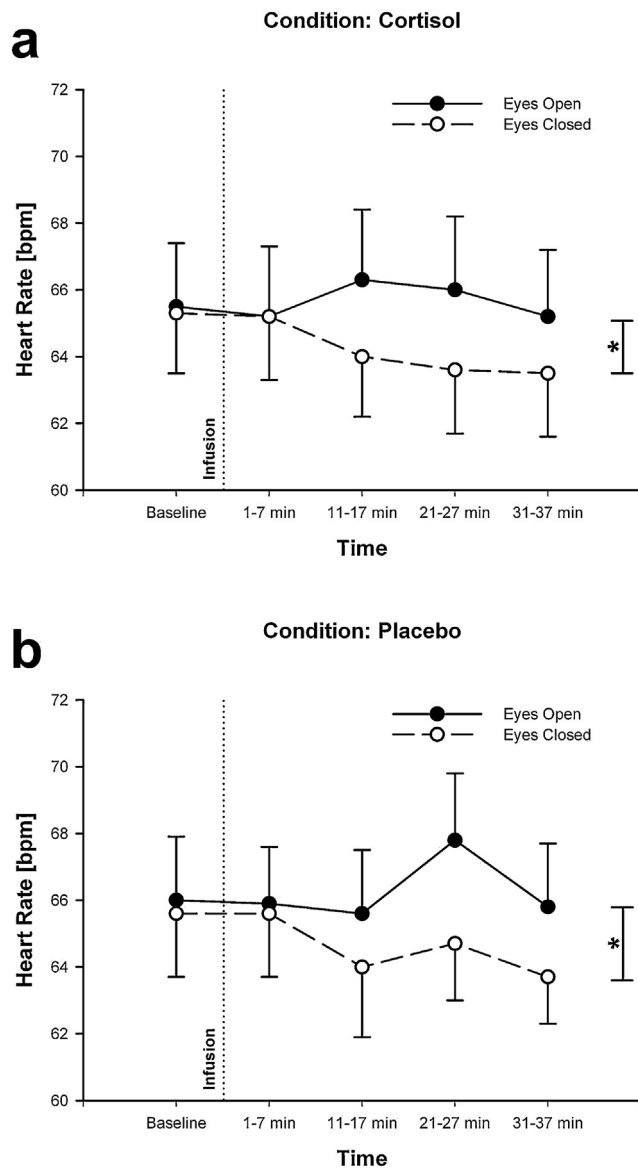 a
Condition: Cortisol
72
70
68
66
64
62
60
Heart Rate [bpm]
Eyes Open
Eyes Closed
*
Infusion
Baseline 1-7 min 11-17 min 21-27 min 31-37 min
Time
b
Condition: Placebo
72
70
68
66
64
62
60
Heart Rate [bpm]
Eyes Open
Eyes Closed
*
Infusion
Baseline 1-7 min 11-17 min 21-27 min 31-37 min
Time